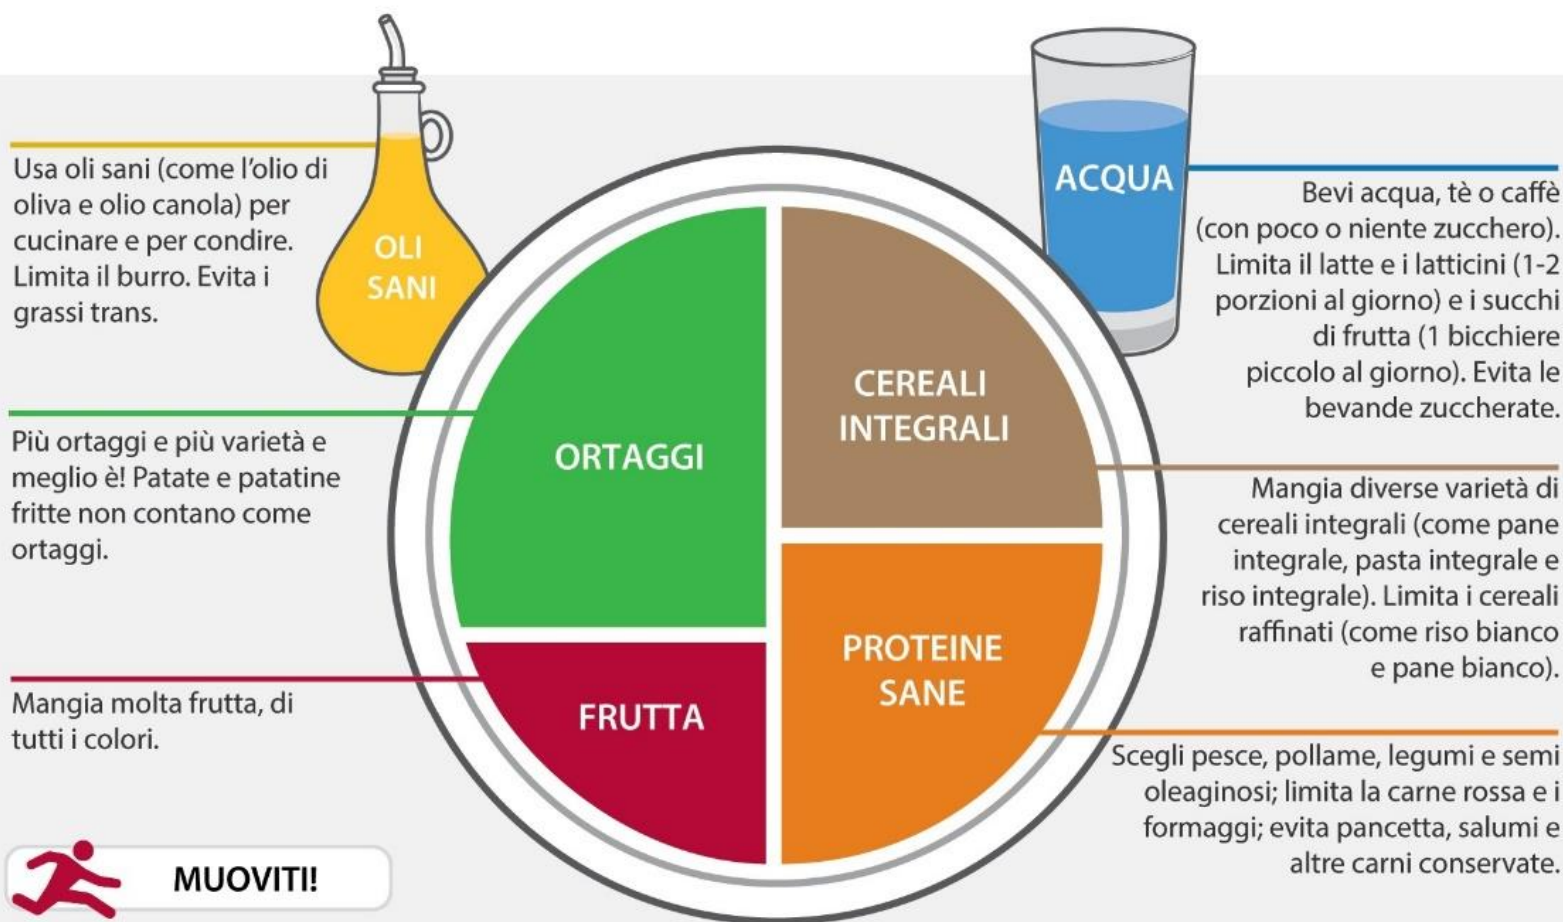 Usa oli sani (come l'olio di
oliva e olio canola) per
cucinare e per condire.
Limita il burro. Evita i
grassi trans.
OLI
SANI
ACQUA
Bevi acqua, tè o caffè
(con poco o niente zucchero).
Limita il latte e i latticini (1-2
porzioni al giorno) e i succhi
di frutta (1 bicchiere
piccolo al giorno). Evita le
bevande zuccherate.
Più ortaggi e più varietà e
meglio è! Patate e patatine
fritte non contano come
ortaggi.
ORTAGGI
CEREALI
INTEGRALI
Mangia diverse varietà di
cereali integrali (come pane
integrale, pasta integrale e
riso integrale). Limita i cereali
raffinati (come riso bianco
e pane bianco).
Mangia molta frutta, di
tutti i colori.
FRUTTA
PROTEINE
SANE
Scegli pesce, pollame, legumi e semi
oleaginosi; limita la carne rossa e i
formaggi; evita pancetta, salumi e
altre carni conservate.
MUOVITI!